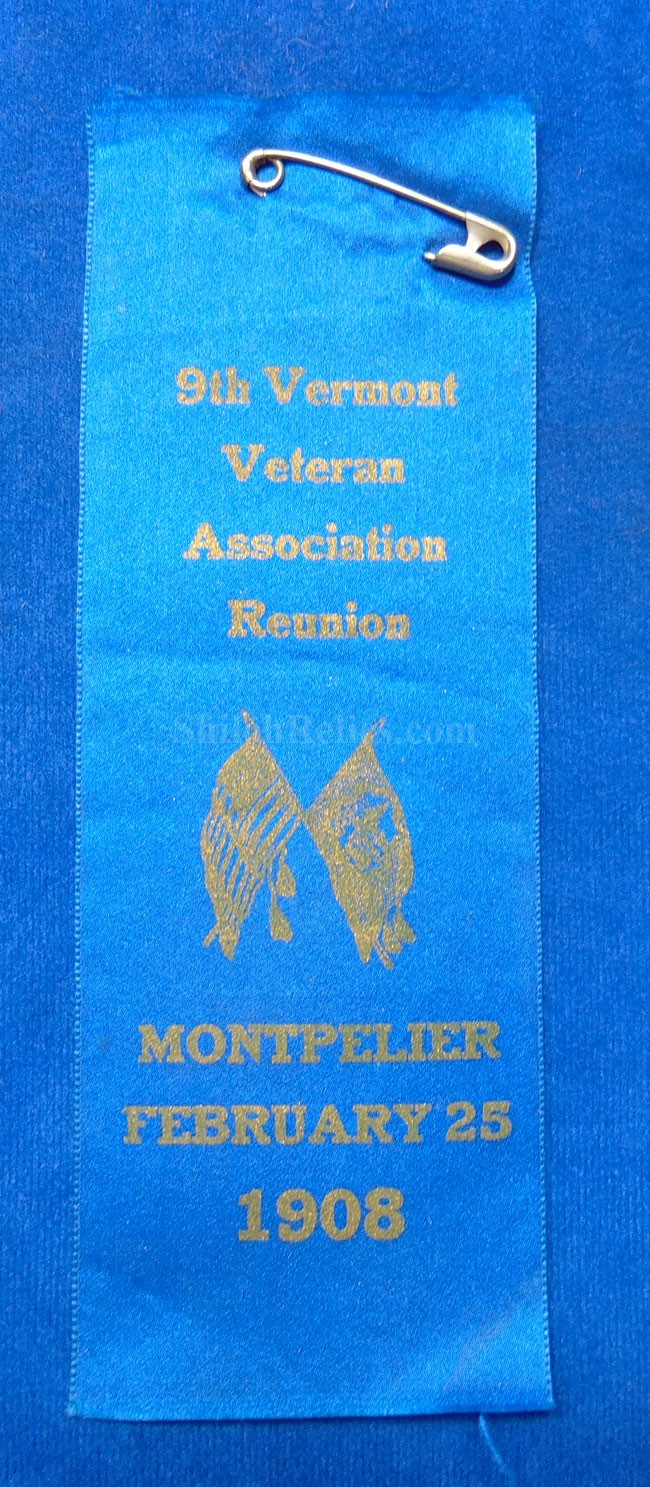 9th Vermont
Veteran
Association
Reunion
ShilohRelics.com
MONTPELIER
FEBRUARY 25
1908